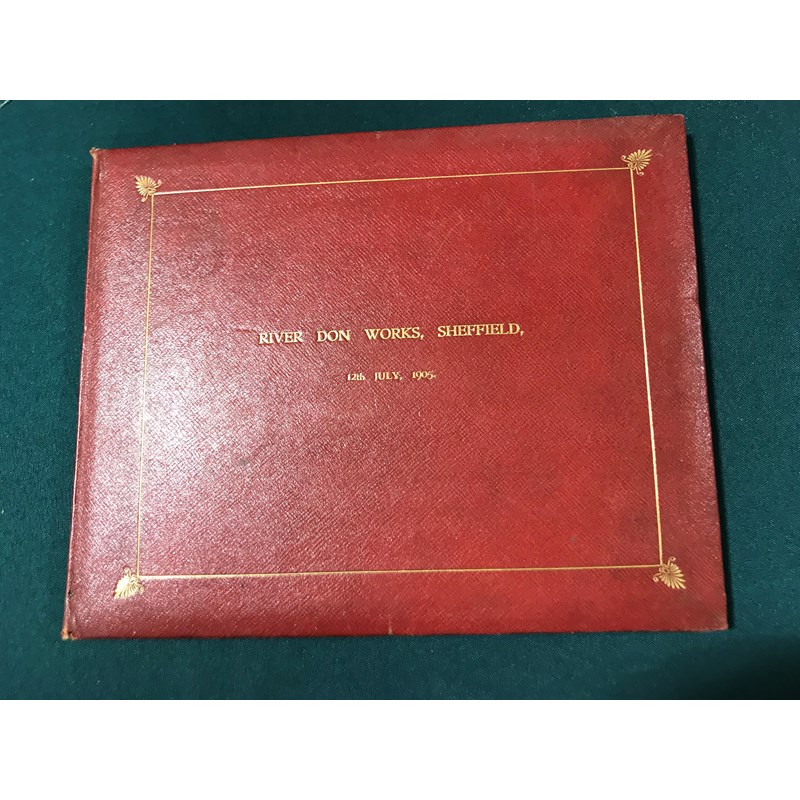 RIVER DON WORKS, SHEFFIELD,
12th JULY, 1905.